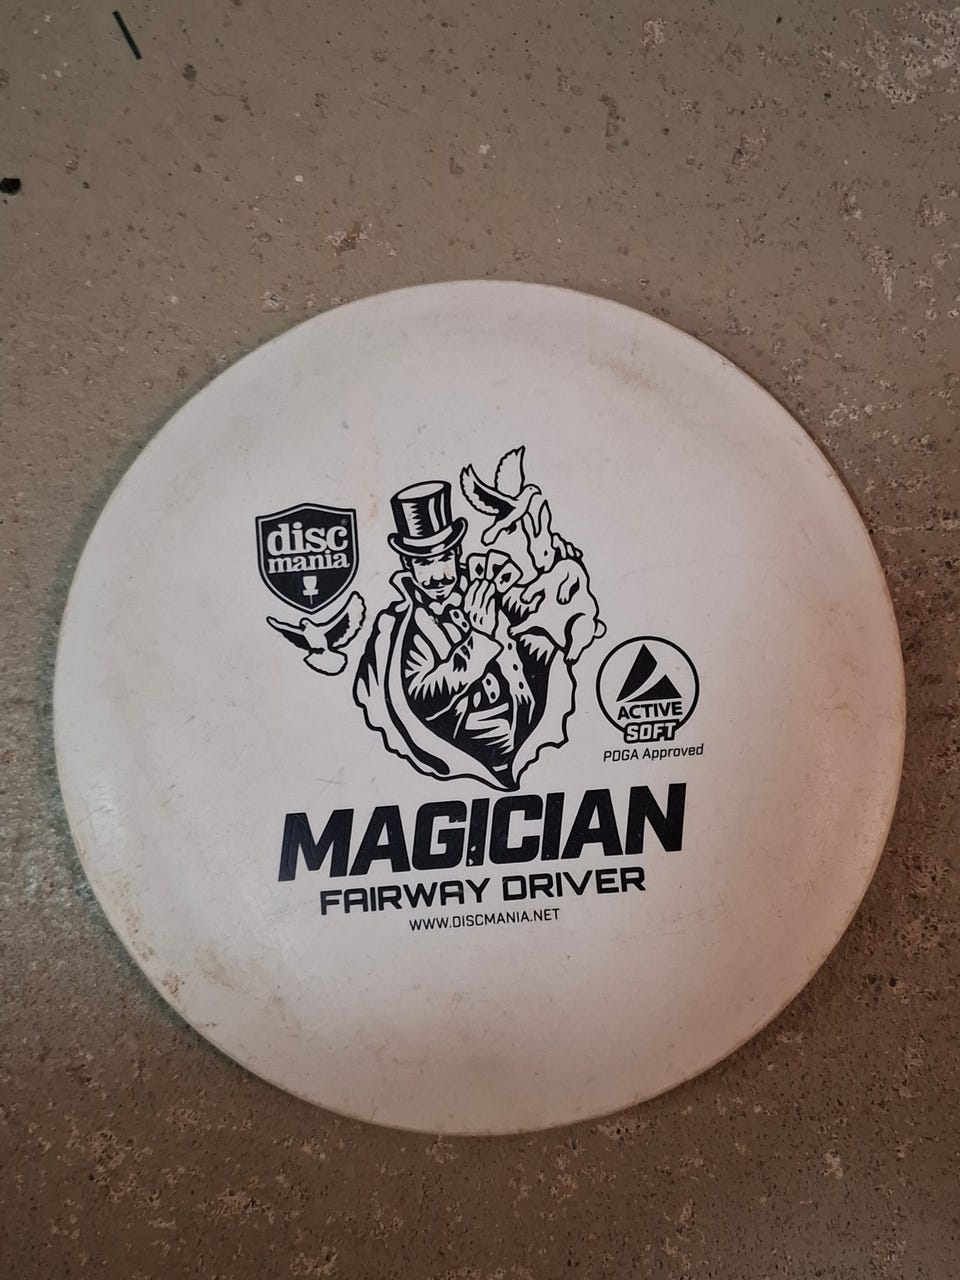 disc
mania
ACTIVE
SOFT
PDGA Approved
MAGICIAN
FAIRWAY DRIVER
WWW.DISCMANIA.NET